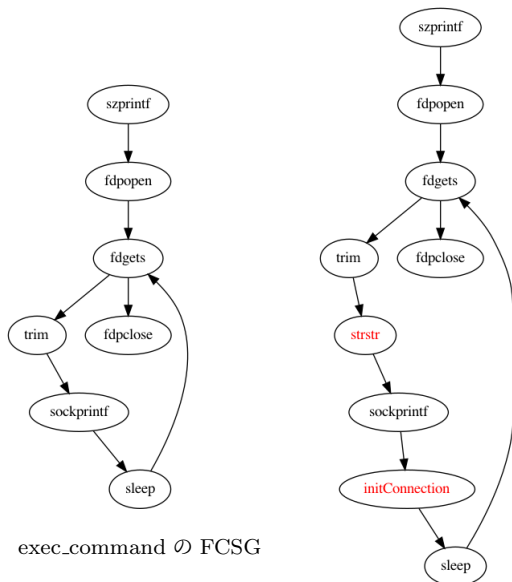 szprintf
fdpopen
fdgets
trim
fdpclose
sockprintf
sleep
exec_command の FCSG
szprintf
fdpopen
fdgets
trim
fdpclose
strstr
sockprintf
initConnection
sleep